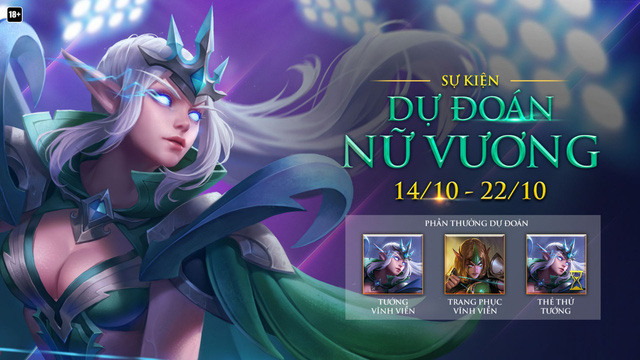 18+
SỰ KIỆN
DỰ ĐOÁN
NỮ VƯƠNG
14/10 - 22/10
PHẦN THƯỞNG DỰ ĐOÁN
TƯỚNG
VĨNH VIỄN
TRANG PHỤC
VĨNH VIỄN
THẺ THỬ
TƯỚNG